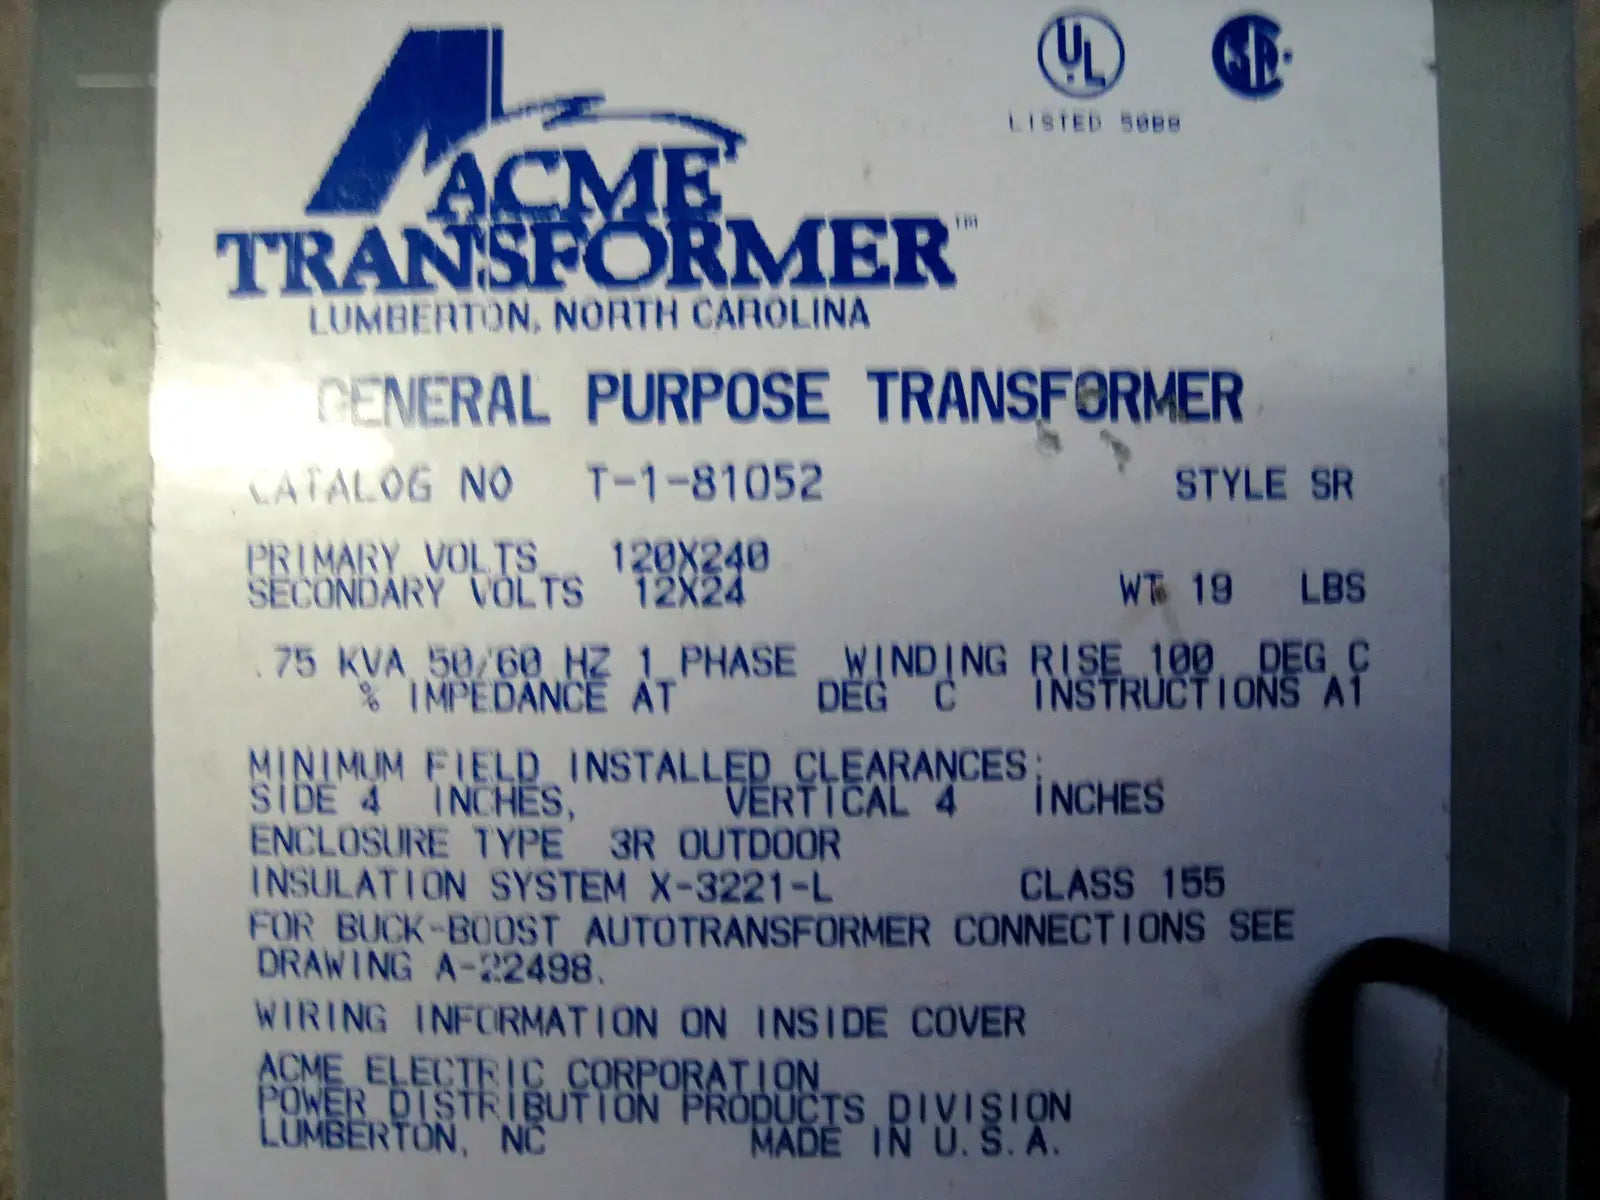 UL
LISTED 50B8
ACME
TRANSFORMER™
LUMBERTON, NORTH CAROLINA
GENERAL PURPOSE TRANSFORMER
CATALOG NO T-1-81052 STYLE SR
PRIMARY VOLTS 120X240
SECONDARY VOLTS 12X24 WT 19 LBS
.75 KVA 50/60 HZ 1 PHASE WINDING RISE 100 DEG C
% IMPEDANCE AT DEG C INSTRUCTIONS A1
MINIMUM FIELD INSTALLED CLEARANCES:
SIDE 4 INCHES, VERTICAL 4 INCHES
ENCLOSURE TYPE 3R OUTDOOR
INSULATION SYSTEM X-3221-L CLASS 155
FOR BUCK-BOOST AUTOTRANSFORMER CONNECTIONS SEE
DRAWING A-22498.
WIRING INFORMATION ON INSIDE COVER
ACME ELECTRIC CORPORATION
POWER DISTRIBUTION PRODUCTS DIVISION
LUMBERTON, NC MADE IN U.S.A.